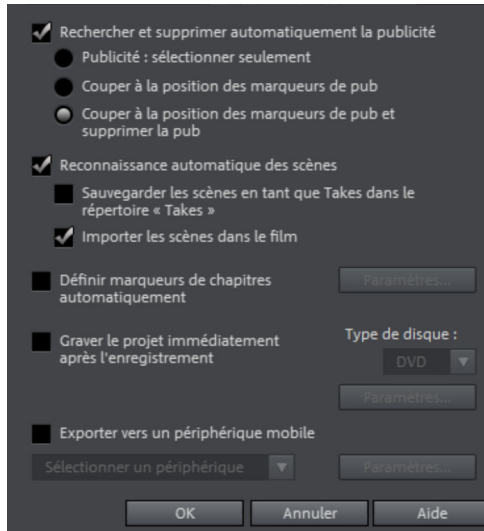 Rechercher et supprimer automatiquement la publicité
Publicité : sélectionner seulement
Couper à la position des marqueurs de pub
Couper à la position des marqueurs de pub et
supprimer la pub
Reconnaissance automatique des scènes
Sauvegarder les scènes en tant que Takes dans le
répertoire « Takes »
Importer les scènes dans le film
Définir marqueurs de chapitres
automatiquement
Paramètres...
Graver le projet immédiatement
après l'enregistrement
Type de disque :
DVD
Paramètres...
Exporter vers un périphérique mobile
Sélectionner un périphérique
Paramètres...
OK
Annuler
Aide